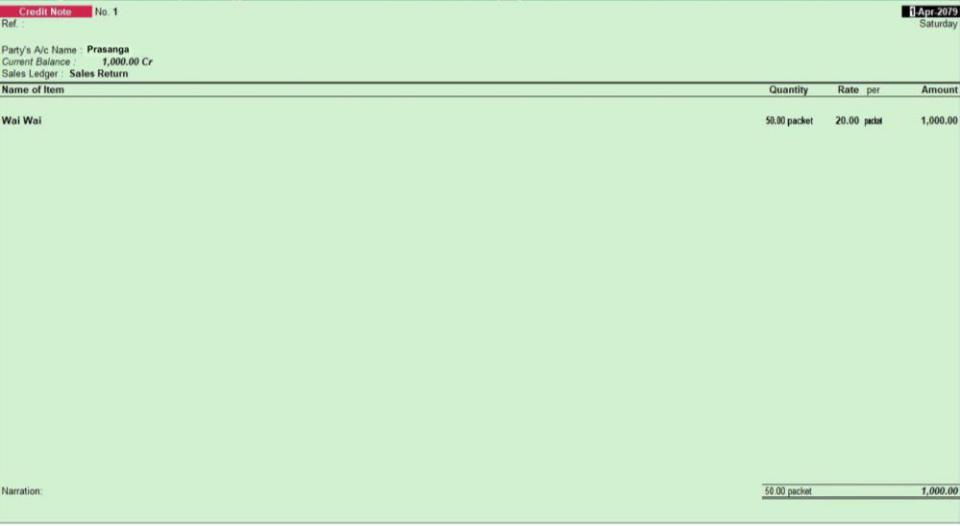 Credit Note No. 1 1-Apr-2079
Ref. : Saturday
Party's A/c Name : Prasanga
Current Balance : 1,000.00 Cr
Sales Ledger : Sales Return
Name of Item Quantity Rate per Amount
Wai Wai 50.00 packet 20.00 packet 1,000.00
Narration: 50.00 packet 1,000.00